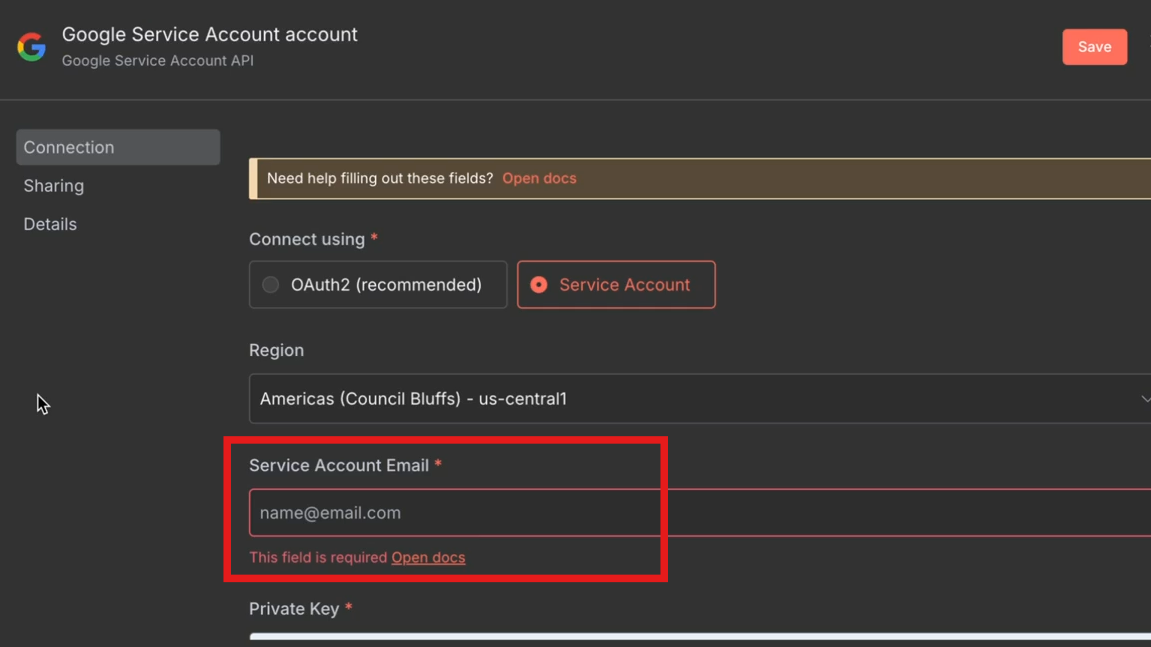 Google Service Account account
Google Service Account API
Save
Connection
Sharing
Details
Need help filling out these fields? Open docs
Connect using *
OAuth2 (recommended)
Service Account
Region
Americas (Council Bluffs) - us-central1
Service Account Email *
name@email.com
This field is required Open docs
Private Key *